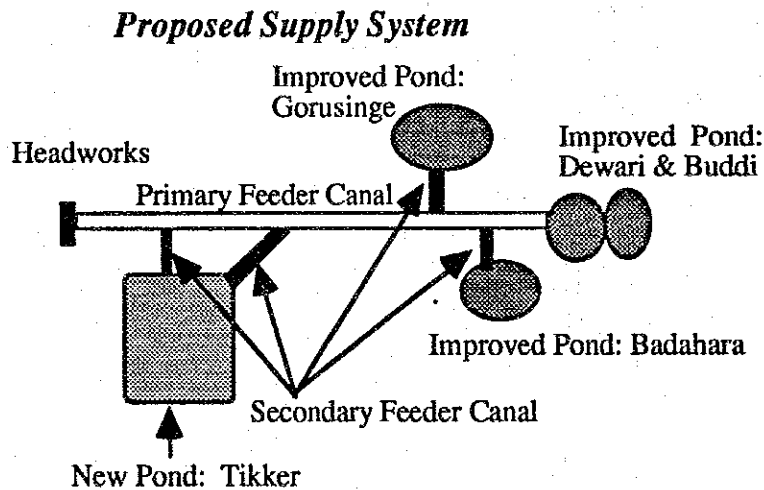 Proposed Supply System
Improved Pond:
Gorusinge
Improved Pond:
Dewari & Buddi
Headworks
Primary Feeder Canal
Improved Pond: Badahara
Secondary Feeder Canal
New Pond: Tikker